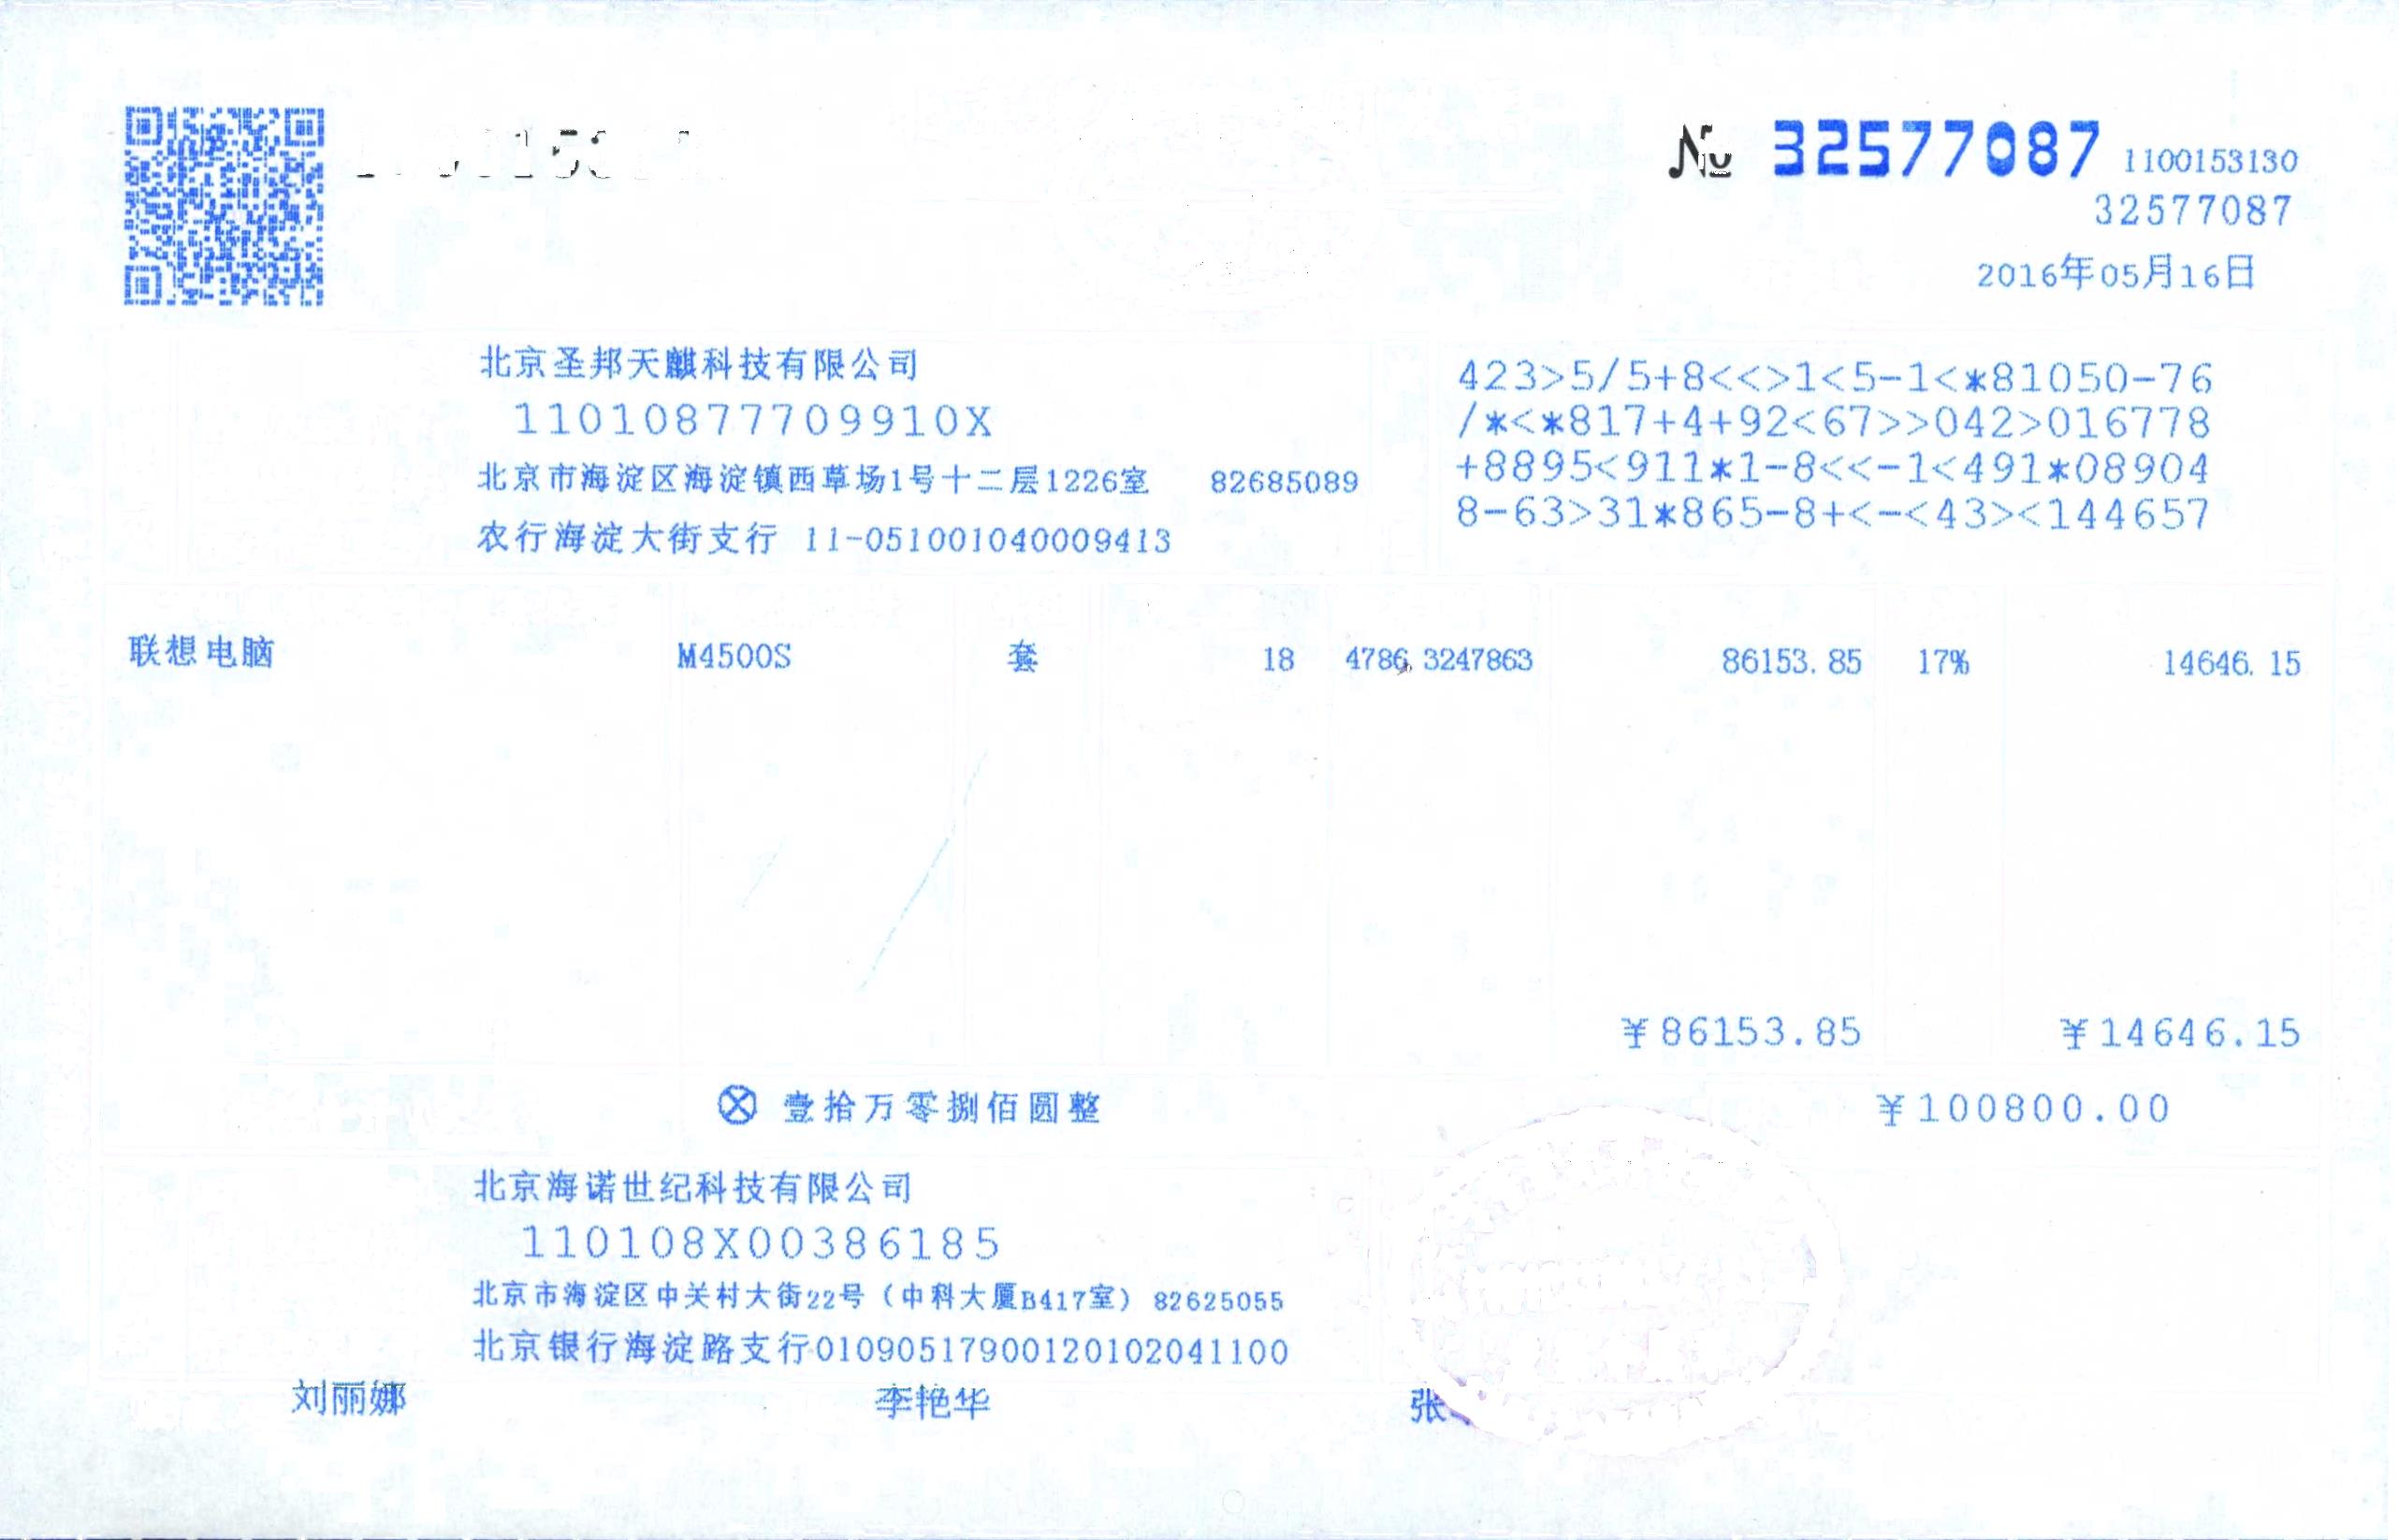 № 32577087 1100153130
32577087
2016年05月16日
北京圣邦天麒科技有限公司
11010877709910X
北京市海淀区海淀镇西草场1号十二层1226室 82685089
农行海淀大街支行 11-051001040009413
423>5/5+8<<>1<5-1<*81050-76
/*<*817+4+92<67>>042>016778
+8895<911*1-8<<-1<491*08904
8-63>31*865-8+<-<43><144657
联想电脑 M4500S 套 18 4786.3247863 86153.85 17% 14646.15
¥86153.85 ¥14646.15
ⓧ 壹拾万零捌佰圆整 ¥100800.00
北京海诺世纪科技有限公司
110108X00386185
北京市海淀区中关村大街22号（中科大厦B417室）82625055
北京银行海淀路支行01090517900120102041100
刘丽娜 李艳华 张